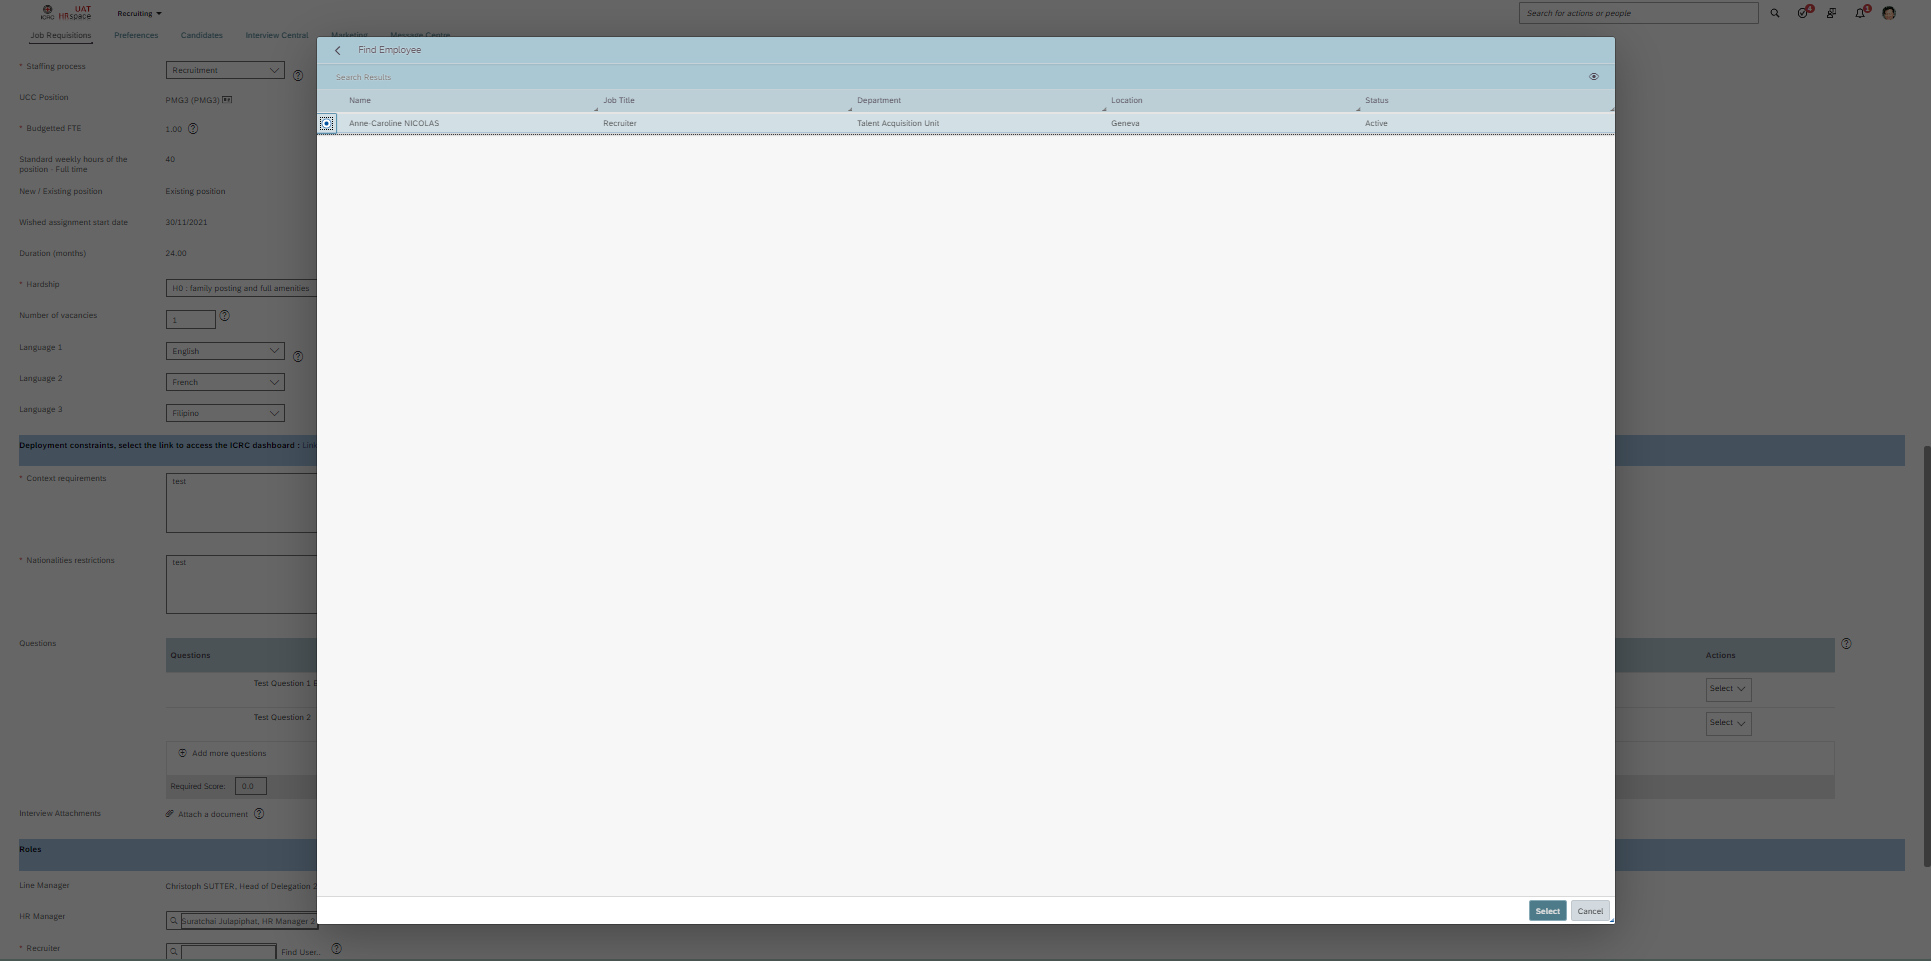 ICRC
UAT
HRspace
Recruiting
Search for actions or people
4
1
Job Requisitions
Preferences
Candidates
Interview Central
Marketing
Message Centre
* Staffing process
Recruitment
UCC Position
PMG3 (PMG3)
* Budgetted FTE
1.00
Standard weekly hours of the
position - Full time
40
New / Existing position
Existing position
Wished assignment start date
30/11/2021
Duration (months)
24.00
* Hardship
H0 : family posting and full amenities
Number of vacancies
1
Language 1
English
Language 2
French
Language 3
Filipino
Deployment constraints, select the link to access the ICRC dashboard : Link
* Context requirements
test
* Nationalities restrictions
test
Questions
Questions
Actions
Test Question 1 E
Select
Test Question 2
Select
Add more questions
Required Score:
0.0
Interview Attachments
Attach a document
Roles
Line Manager
Christoph SUTTER, Head of Delegation 2
HR Manager
Suratchai Julapiphat, HR Manager 2
* Recruiter
Find User...
Find Employee
Search Results
Name
Job Title
Department
Location
Status
Anne-Caroline NICOLAS
Recruiter
Talent Acquisition Unit
Geneva
Active
Select
Cancel